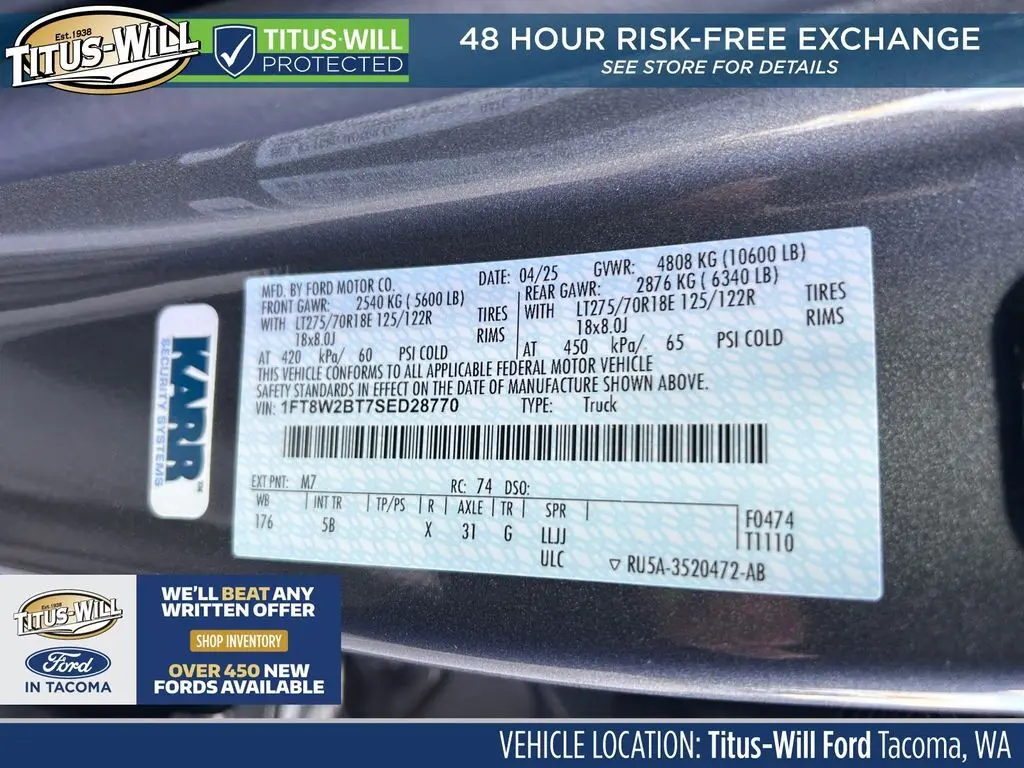 Est.1938
TITUS-WILL
TITUS-WILL
PROTECTED
48 HOUR RISK-FREE EXCHANGE
SEE STORE FOR DETAILS
MFD. BY FORD MOTOR CO. DATE: 04/25 GVWR: 4808 KG (10600 LB)
FRONT GAWR: 2540 KG ( 5600 LB) REAR GAWR: 2876 KG ( 6340 LB)
WITH LT275/70R18E 125/122R TIRES WITH LT275/70R18E 125/122R TIRES
18x8.0J RIMS 18x8.0J RIMS
AT 420 kPa/ 60 PSI COLD AT 450 kPa/ 65 PSI COLD
THIS VEHICLE CONFORMS TO ALL APPLICABLE FEDERAL MOTOR VEHICLE
SAFETY STANDARDS IN EFFECT ON THE DATE OF MANUFACTURE SHOWN ABOVE.
VIN: 1FT8W2BT7SED28770 TYPE: Truck
EXT PNT: M7 RC: 74 DSO:
WB INT TR TP/PS R AXLE TR SPR
176 5B X 31 G LLJJ
ULC
F0474
T1110
RU5A-3520472-AB
KARR™
SECURITY SYSTEMS
Est.1938
TITUS-WILL
Ford
IN TACOMA
WE'LL BEAT ANY
WRITTEN OFFER
SHOP INVENTORY
OVER 450 NEW
FORDS AVAILABLE
VEHICLE LOCATION: Titus-Will Ford Tacoma, WA